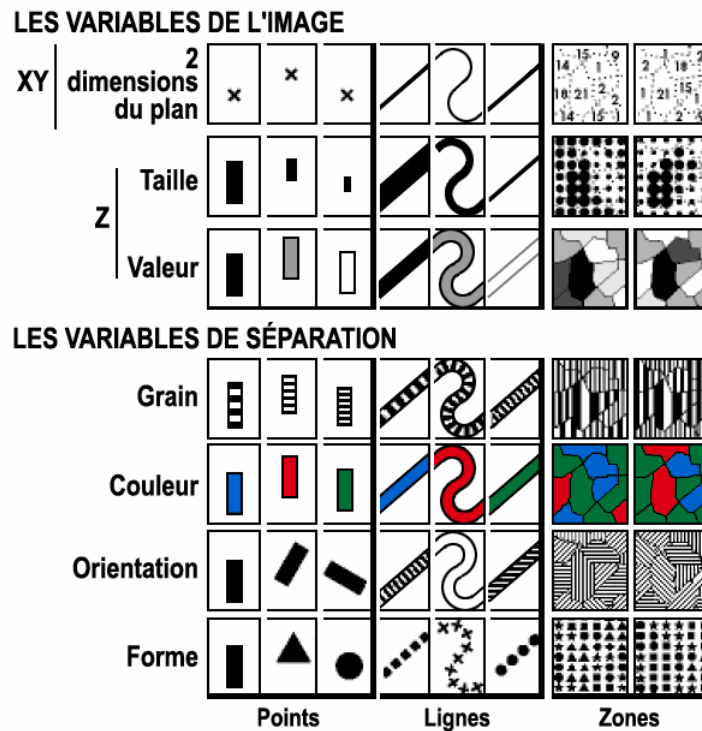 LES VARIABLES DE L'IMAGE
XY
2
dimensions
du plan
Z
Taille
Valeur
LES VARIABLES DE SÉPARATION
Grain
Couleur
Orientation
Forme
Points
Lignes
Zones